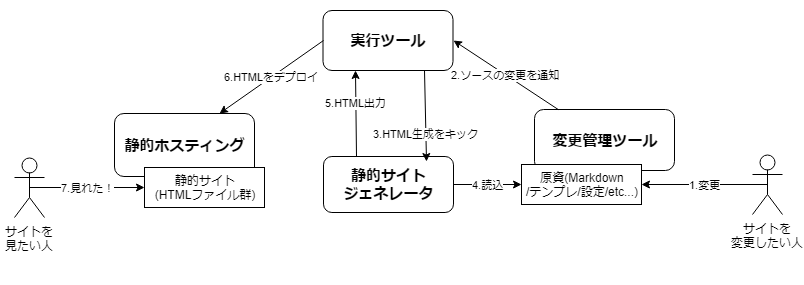 実行ツール
6.HTMLをデプロイ
2.ソースの変更を通知
5.HTML出力
3.HTML生成をキック
静的ホスティング
変更管理ツール
静的サイト
(HTMLファイル群)
静的サイト
ジェネレータ
原資(Markdown
/テンプレ/設定/etc...)
7.見れた！
4.読込
1.変更
サイトを
見たい人
サイトを
変更したい人